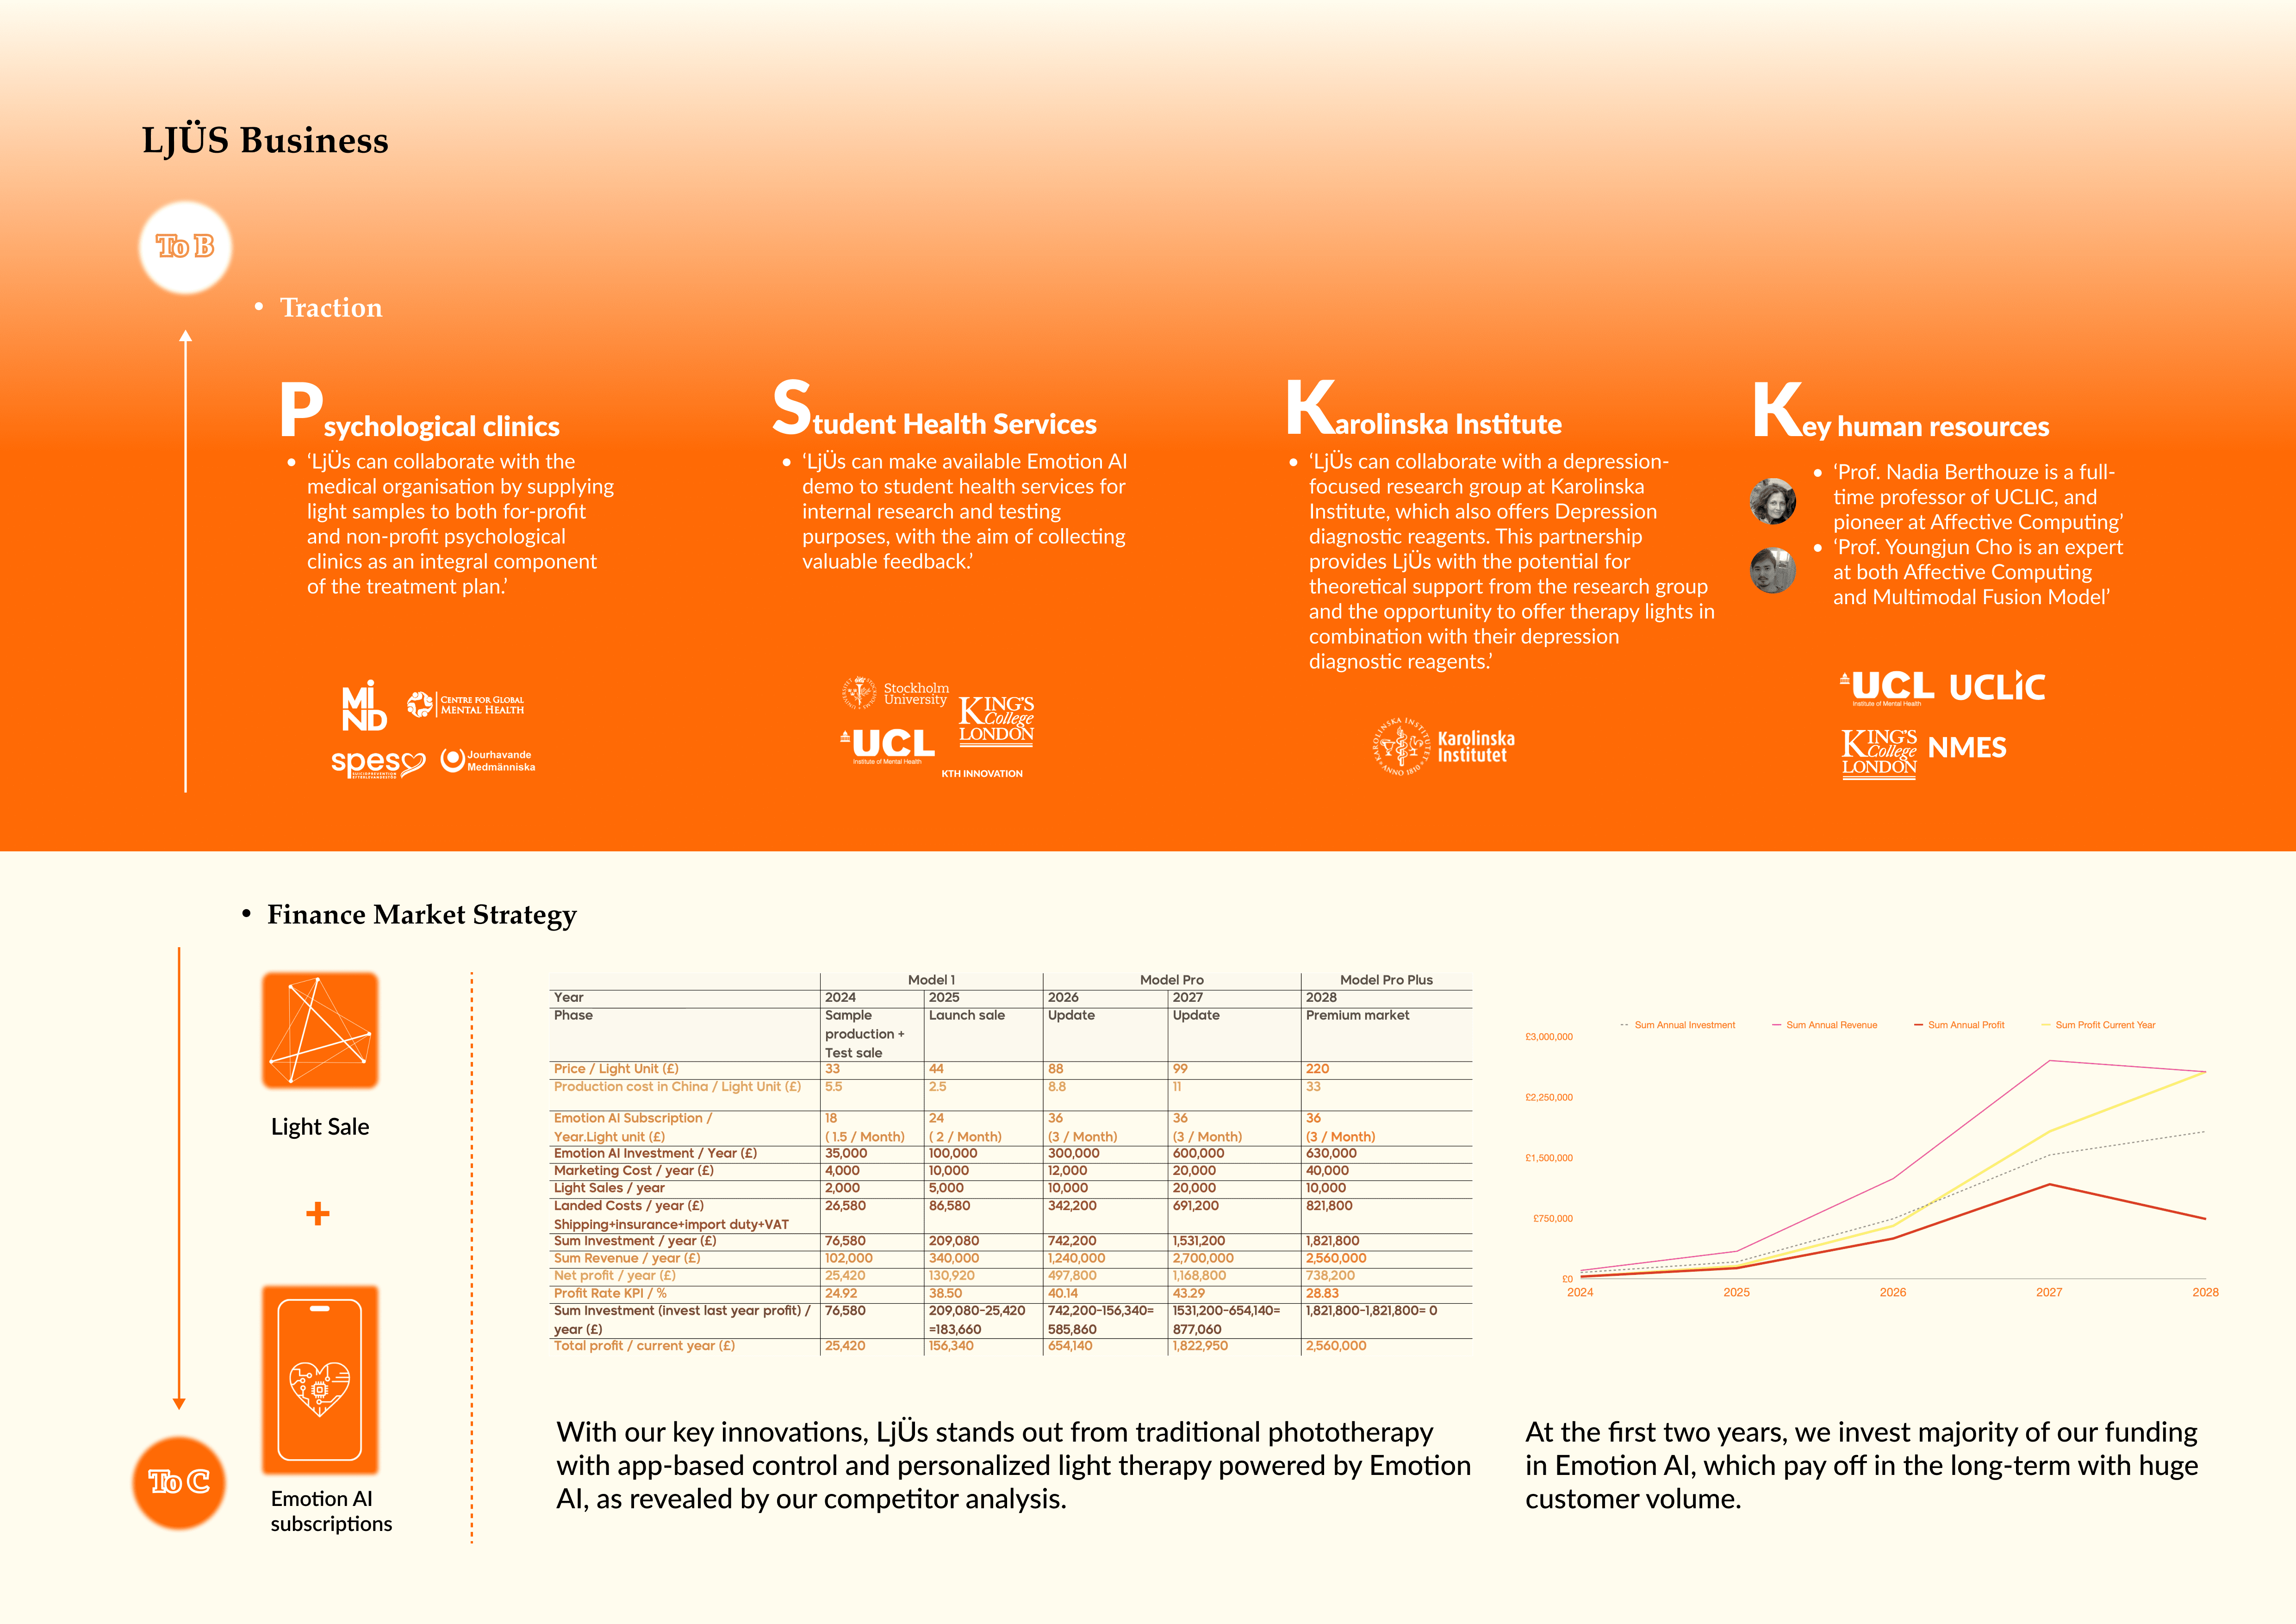 LJÜS Business
To B
• Traction
Psychological clinics
• ‘LjÜs can collaborate with the
medical organisation by supplying
light samples to both for-profit
and non-profit psychological
clinics as an integral component
of the treatment plan.’
MiND
CENTRE FOR GLOBAL
MENTAL HEALTH
spes
Jourhavande
Medmänniska
Student Health Services
• ‘LjÜs can make available Emotion AI
demo to student health services for
internal research and testing
purposes, with the aim of collecting
valuable feedback.’
Stockholm
University
KING'S
College
LONDON
UCL
Institute of Mental Health
KTH INNOVATION
Karolinska Institute
• ‘LjÜs can collaborate with a depression-
focused research group at Karolinska
Institute, which also offers Depression
diagnostic reagents. This partnership
provides LjÜs with the potential for
theoretical support from the research group
and the opportunity to offer therapy lights in
combination with their depression
diagnostic reagents.’
KAROLINSKA INSTITUTET
ANNO 1810
Karolinska
Institutet
Key human resources
• ‘Prof. Nadia Berthouze is a full-
time professor of UCLIC, and
pioneer at Affective Computing’
• ‘Prof. Youngjun Cho is an expert
at both Affective Computing
and Multimodal Fusion Model’
UCL
Institute of Mental Health
UCLIC
KING'S
College
LONDON
NMES
• Finance Market Strategy
Light Sale
+
Emotion AI
subscriptions
To C
Model 1 Model Pro Model Pro Plus
Year 2024 2025 2026 2027 2028
Phase Sample Launch sale Update Update Premium market
production +
Test sale
Price / Light Unit (£) 33 44 88 99 220
Production cost in China / Light Unit (£) 5.5 2.5 8.8 11 33
Emotion AI Subscription / 18 24 36 36 36
Year.Light unit (£) ( 1.5 / Month) ( 2 / Month) (3 / Month) (3 / Month) (3 / Month)
Emotion AI Investment / Year (£) 35,000 100,000 300,000 600,000 630,000
Marketing Cost / year (£) 4,000 10,000 12,000 20,000 40,000
Light Sales / year 2,000 5,000 10,000 20,000 10,000
Landed Costs / year (£) 26,580 86,580 342,200 691,200 821,800
Shipping+insurance+import duty+VAT
Sum Investment / year (£) 76,580 209,080 742,200 1,531,200 1,821,800
Sum Revenue / year (£) 102,000 340,000 1,240,000 2,700,000 2,560,000
Net profit / year (£) 25,420 130,920 497,800 1,168,800 738,200
Profit Rate KPI / % 24.92 38.50 40.14 43.29 28.83
Sum Investment (invest last year profit) / 76,580 209,080-25,420 742,200-156,340= 1531,200-654,140= 1,821,800-1,821,800= 0
year (£) =183,660 585,860 877,060
Total profit / current year (£) 25,420 156,340 654,140 1,822,950 2,560,000
Sum Annual Investment Sum Annual Revenue Sum Annual Profit Sum Profit Current Year
£3,000,000
£2,250,000
£1,500,000
£750,000
£0
2024 2025 2026 2027 2028
With our key innovations, LjÜs stands out from traditional phototherapy
with app-based control and personalized light therapy powered by Emotion
AI, as revealed by our competitor analysis.
At the first two years, we invest majority of our funding
in Emotion AI, which pay off in the long-term with huge
customer volume.